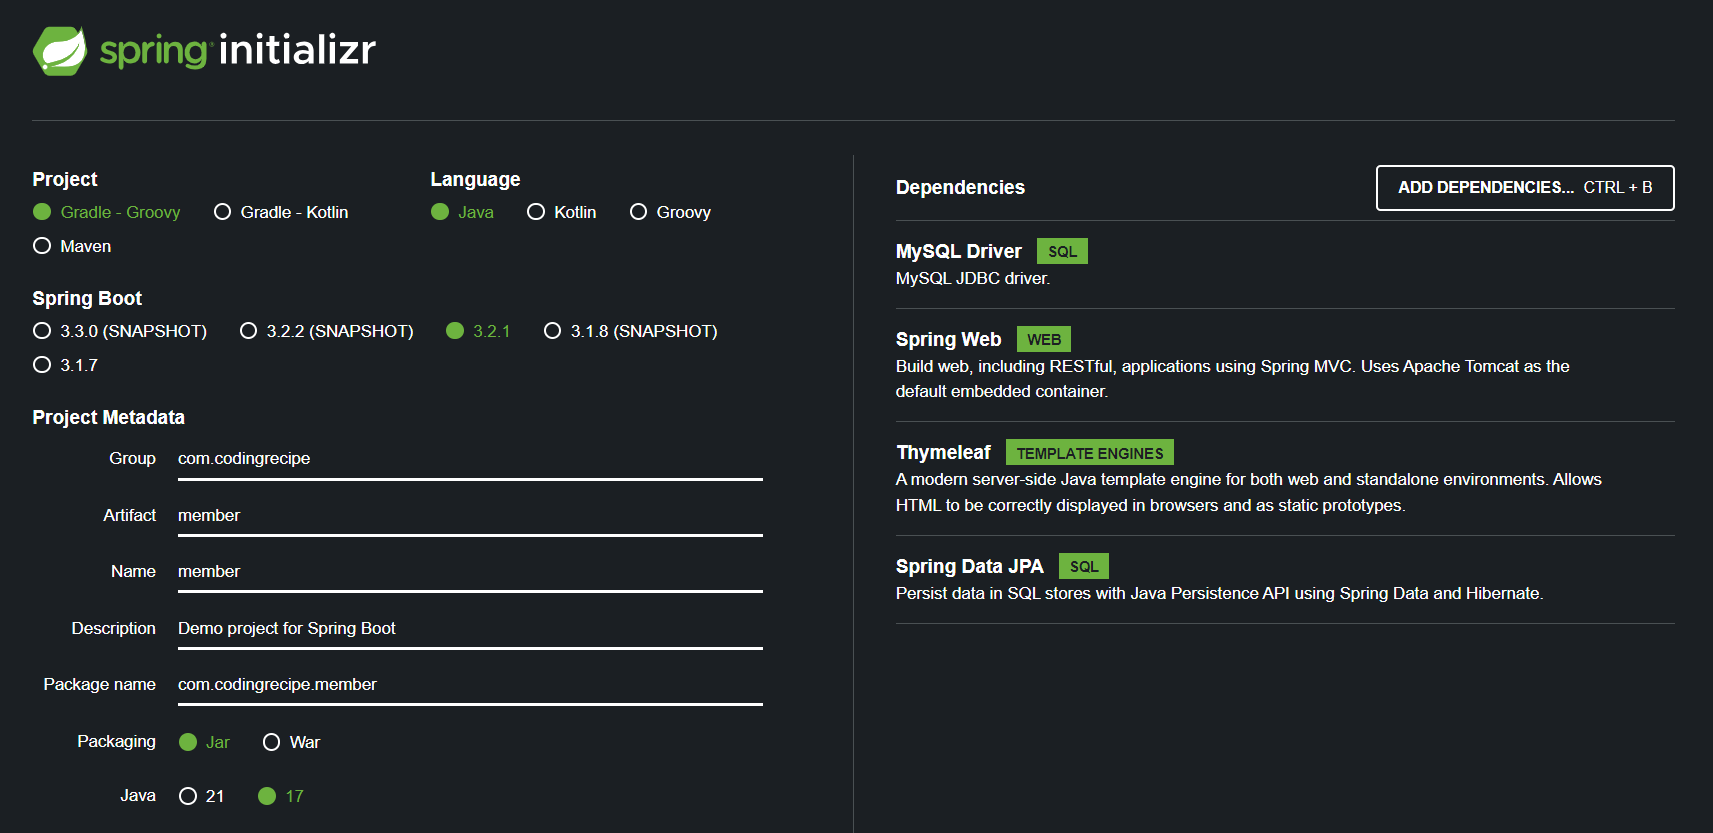 spring initializr
Project
Gradle - Groovy Gradle - Kotlin
Maven
Language
Java Kotlin Groovy
Spring Boot
3.3.0 (SNAPSHOT) 3.2.2 (SNAPSHOT) 3.2.1 3.1.8 (SNAPSHOT)
3.1.7
Project Metadata
Group com.codingrecipe
Artifact member
Name member
Description Demo project for Spring Boot
Package name com.codingrecipe.member
Packaging Jar War
Java 21 17
Dependencies ADD DEPENDENCIES... CTRL + B
MySQL Driver SQL
MySQL JDBC driver.
Spring Web WEB
Build web, including RESTful, applications using Spring MVC. Uses Apache Tomcat as the
default embedded container.
Thymeleaf TEMPLATE ENGINES
A modern server-side Java template engine for both web and standalone environments. Allows
HTML to be correctly displayed in browsers and as static prototypes.
Spring Data JPA SQL
Persist data in SQL stores with Java Persistence API using Spring Data and Hibernate.